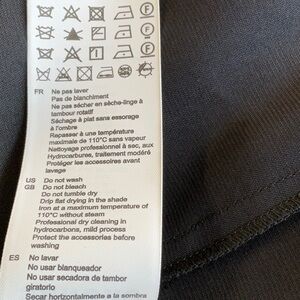 FR Ne pas laver
Pas de blanchiment
Ne pas sécher en sèche-linge à
tambour rotatif
Séchage à plat sans essorage
à l'ombre
Repasser à une température
maximale de 110°C sans vapeur
Nettoyage professionnel à sec, aux
Hydrocarbures, traitement modéré
Protéger les accessoires avant
lavage
US Do not wash
GB Do not bleach
Do not tumble dry
Drip flat drying in the shade
Iron at a maximum temperature of
110°C without steam
Professional dry cleaning in
hydrocarbons, mild process
Protect the accessories before
washing
ES No lavar
No usar blanqueador
No usar secadora de tambor
giratorio
Secar horizontalmente a la sombra